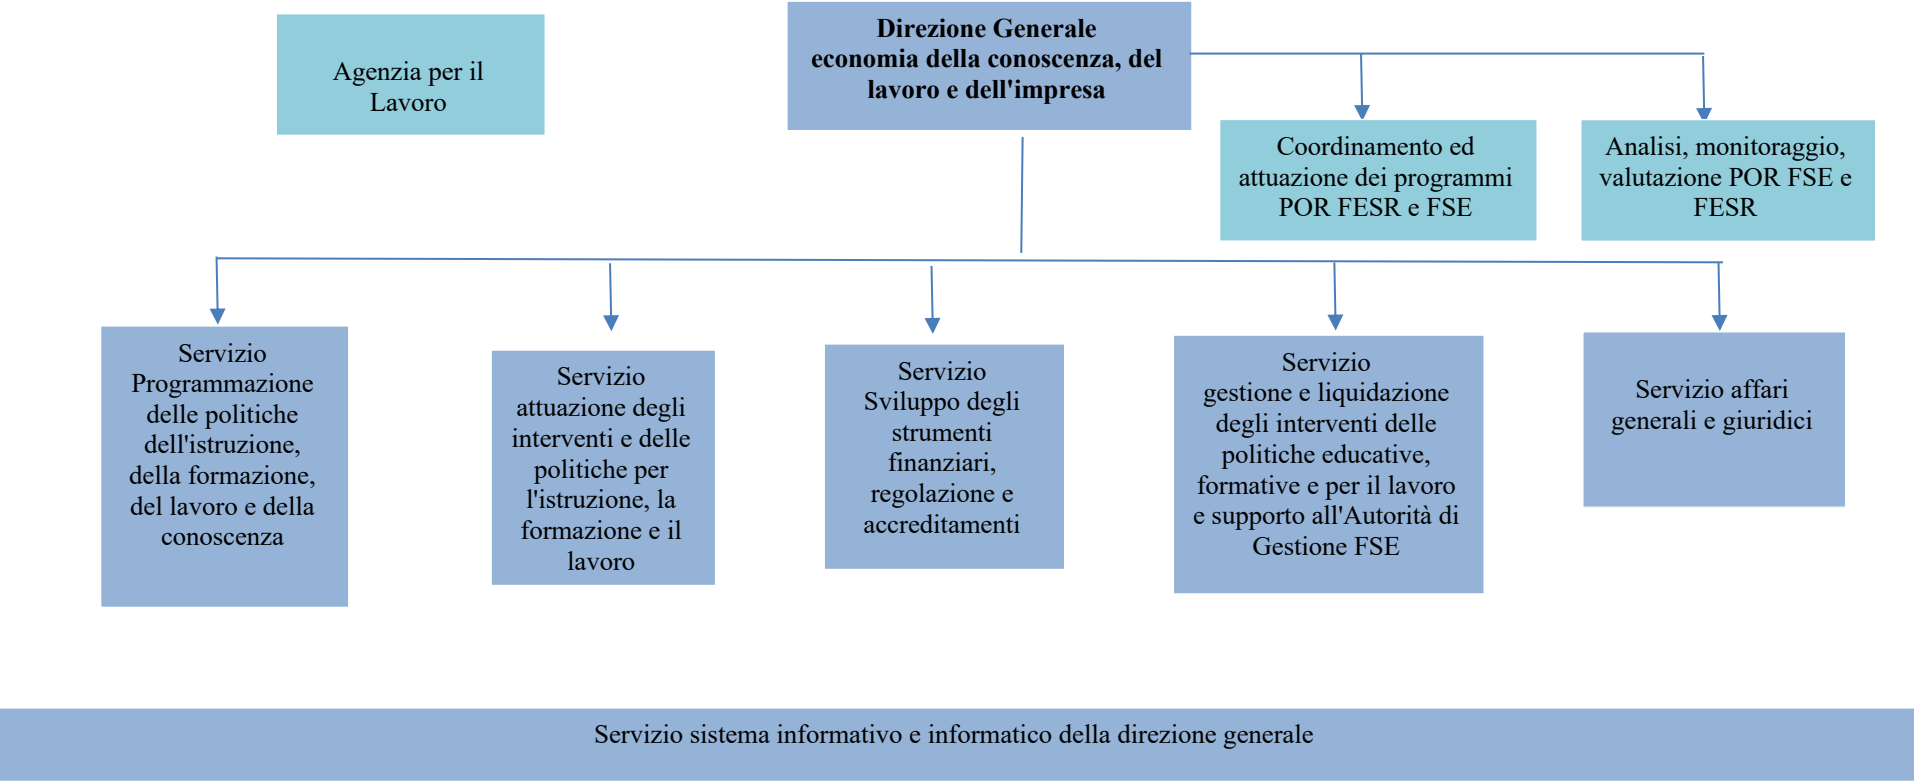 Agenzia per il
Lavoro
Direzione Generale
economia della conoscenza, del
lavoro e dell'impresa
Coordinamento ed
attuazione dei programmi
POR FESR e FSE
Analisi, monitoraggio,
valutazione POR FSE e
FESR
Servizio
Programmazione
delle politiche
dell'istruzione,
della formazione,
del lavoro e della
conoscenza
Servizio
attuazione degli
interventi e delle
politiche per
l'istruzione, la
formazione e il
lavoro
Servizio
Sviluppo degli
strumenti
finanziari,
regolazione e
accreditamenti
Servizio
gestione e liquidazione
degli interventi delle
politiche educative,
formative e per il lavoro
e supporto all'Autorità di
Gestione FSE
Servizio affari
generali e giuridici
Servizio sistema informativo e informatico della direzione generale